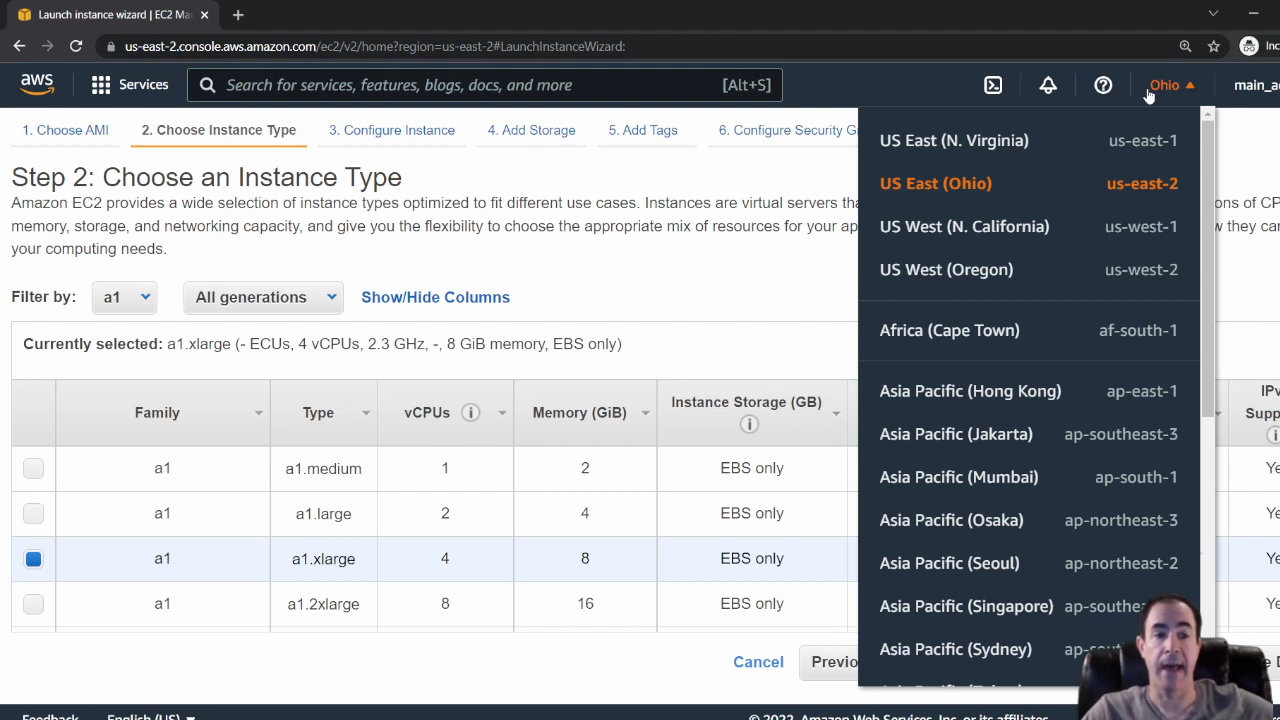 Launch instance wizard | EC2 Ma
us-east-2.console.aws.amazon.com/ec2/v2/home?region=us-east-2#LaunchInstanceWizard:
aws
Services
Search for services, features, blogs, docs, and more
[Alt+S]
Ohio
1. Choose AMI
2. Choose Instance Type
3. Configure Instance
4. Add Storage
5. Add Tags
6. Configure Security
Step 2: Choose an Instance Type
Amazon EC2 provides a wide selection of instance types optimized to fit different use cases. Instances are virtual servers
memory, storage, and networking capacity, and give you the flexibility to choose the appropriate mix of resources for your
your computing needs.
Filter by:
a1
All generations
Show/Hide Columns
Currently selected: a1.xlarge (- ECUs, 4 vCPUs, 2.3 GHz, -, 8 GiB memory, EBS only)
Family
Type
vCPUs
Memory (GiB)
Instance Storage (GB)
a1 a1.medium 1 2 EBS only
a1 a1.large 2 4 EBS only
a1 a1.xlarge 4 8 EBS only
a1 a1.2xlarge 8 16 EBS only
Cancel
US East (N. Virginia) us-east-1
US East (Ohio) us-east-2
US West (N. California) us-west-1
US West (Oregon) us-west-2
Africa (Cape Town) af-south-1
Asia Pacific (Hong Kong) ap-east-1
Asia Pacific (Jakarta) ap-southeast-3
Asia Pacific (Mumbai) ap-south-1
Asia Pacific (Osaka) ap-northeast-3
Asia Pacific (Seoul) ap-northeast-2
Asia Pacific (Singapore) ap-southe
Asia Pacific (Sydney)
Feedback
English (US)
© 2022, Amazon Web Services, Inc. or its affiliates.